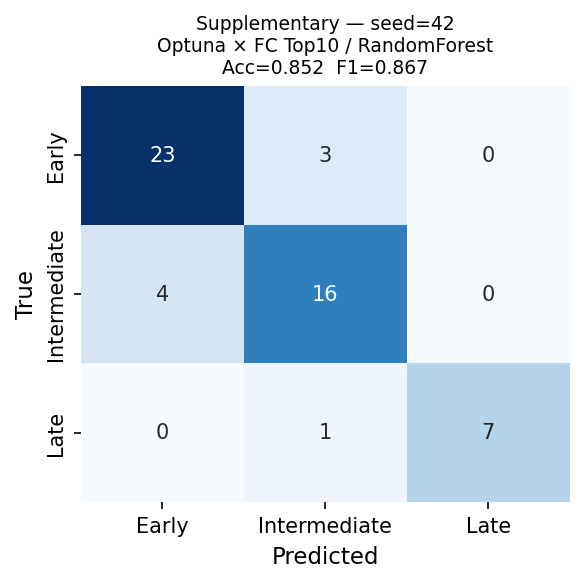 Supplementary — seed=42
Optuna × FC Top10 / RandomForest
Acc=0.852  F1=0.867
True
Early
23
3
0
Intermediate
4
16
0
Late
0
1
7
Early
Intermediate
Late
Predicted